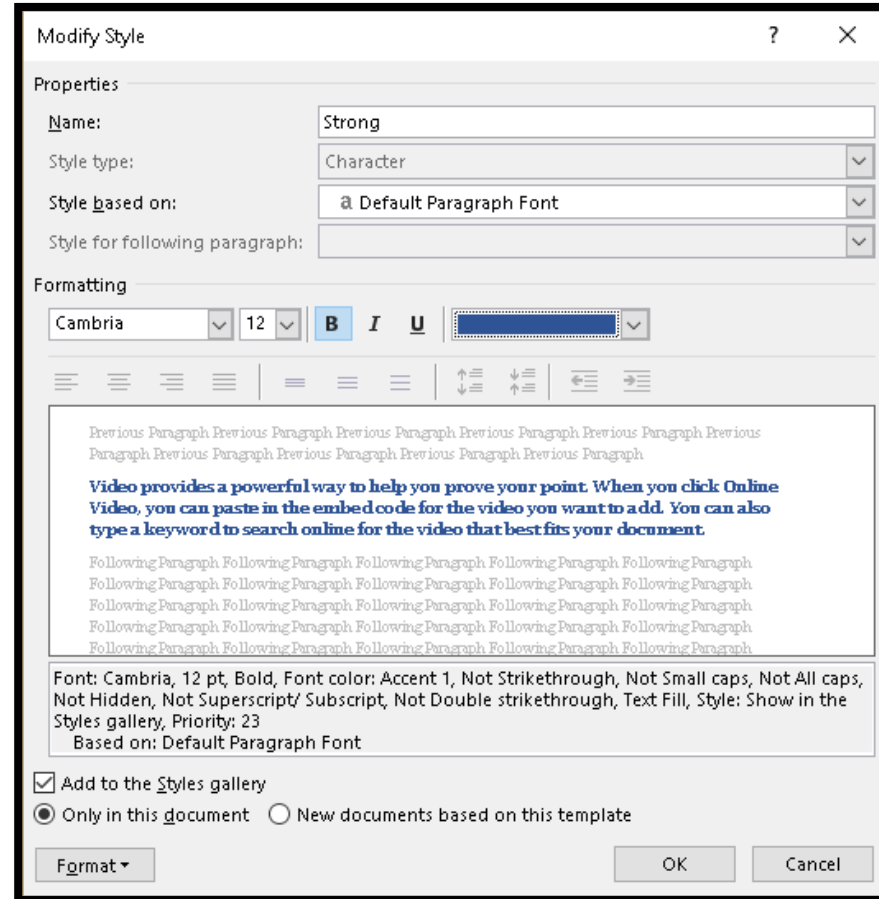 Modify Style ?
Properties
Name: Strong
Style type: Character
Style based on: a Default Paragraph Font
Style for following paragraph:
Formatting
Cambria 12 B I U
Previous Paragraph Previous Paragraph Previous Paragraph Previous Paragraph Previous Paragraph Previous
Paragraph Previous Paragraph Previous Paragraph Previous Paragraph Previous Paragraph
Video provides a powerful way to help you prove your point. When you click Online
Video, you can paste in the embed code for the video you want to add. You can also
type a keyword to search online for the video that best fits your document.
Following Paragraph Following Paragraph Following Paragraph Following Paragraph Following Paragraph
Following Paragraph Following Paragraph Following Paragraph Following Paragraph Following Paragraph
Following Paragraph Following Paragraph Following Paragraph Following Paragraph Following Paragraph
Following Paragraph Following Paragraph Following Paragraph Following Paragraph Following Paragraph
Following Paragraph Following Paragraph Following Paragraph Following Paragraph Following Paragraph
Font: Cambria, 12 pt, Bold, Font color: Accent 1, Not Strikethrough, Not Small caps, Not All caps,
Not Hidden, Not Superscript/ Subscript, Not Double strikethrough, Text Fill, Style: Show in the
Styles gallery, Priority: 23
Based on: Default Paragraph Font
Add to the Styles gallery
Only in this document New documents based on this template
Format OK Cancel